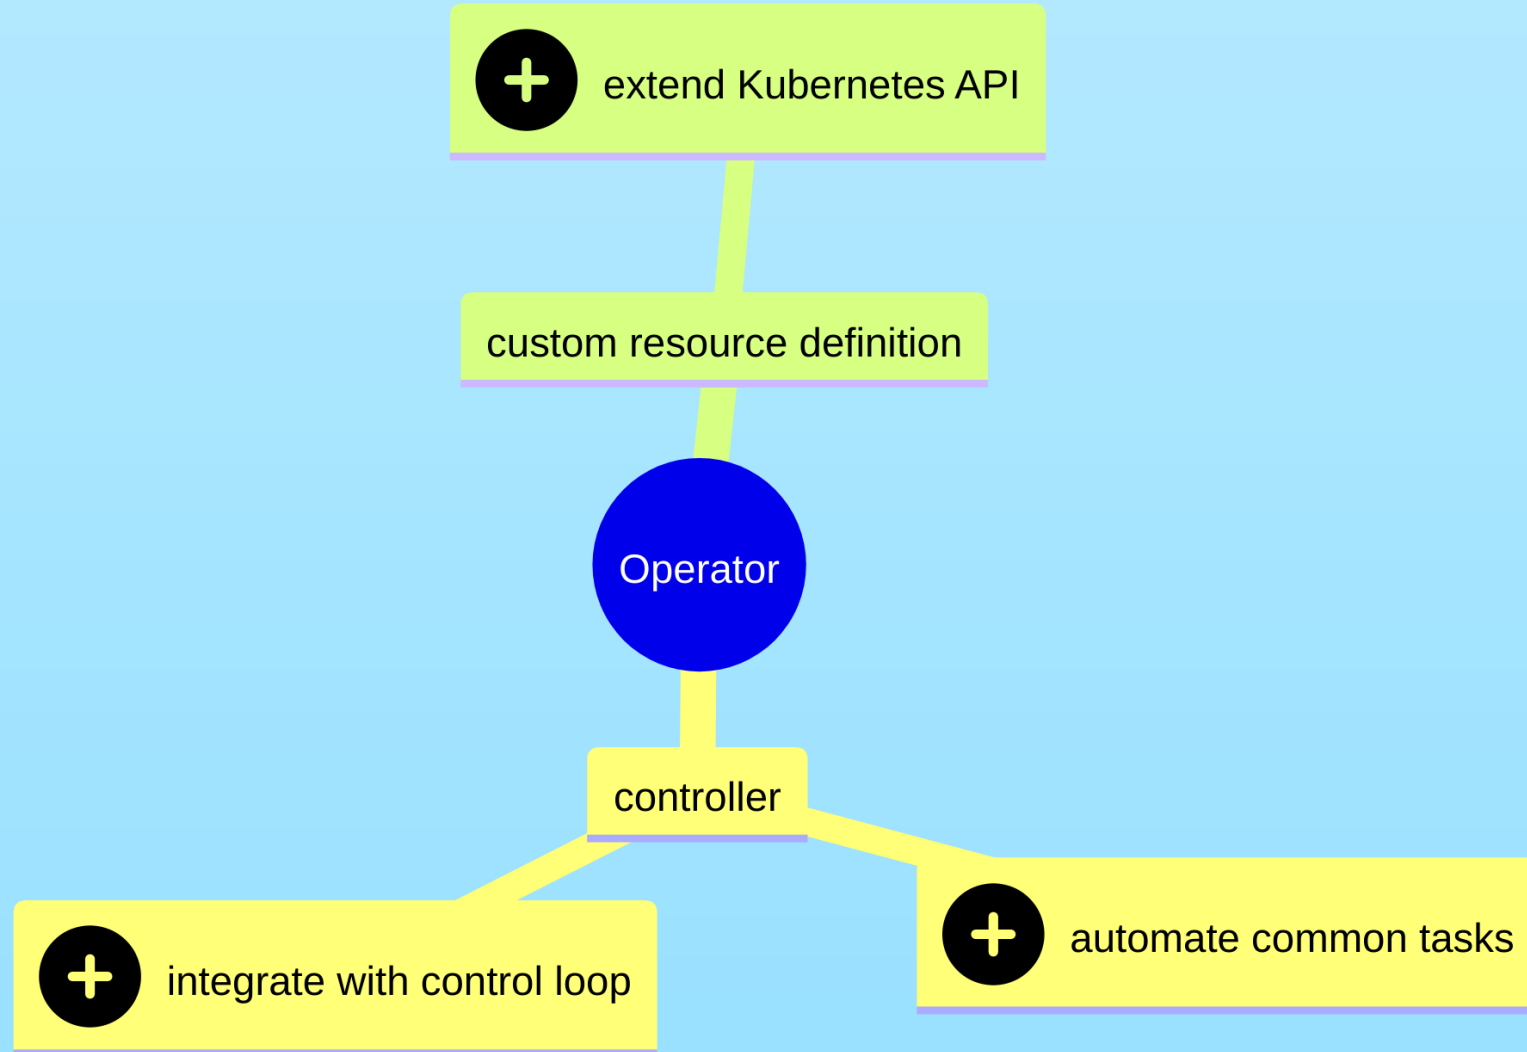 extend Kubernetes API
custom resource definition
Operator
controller
automate common tasks
integrate with control loop